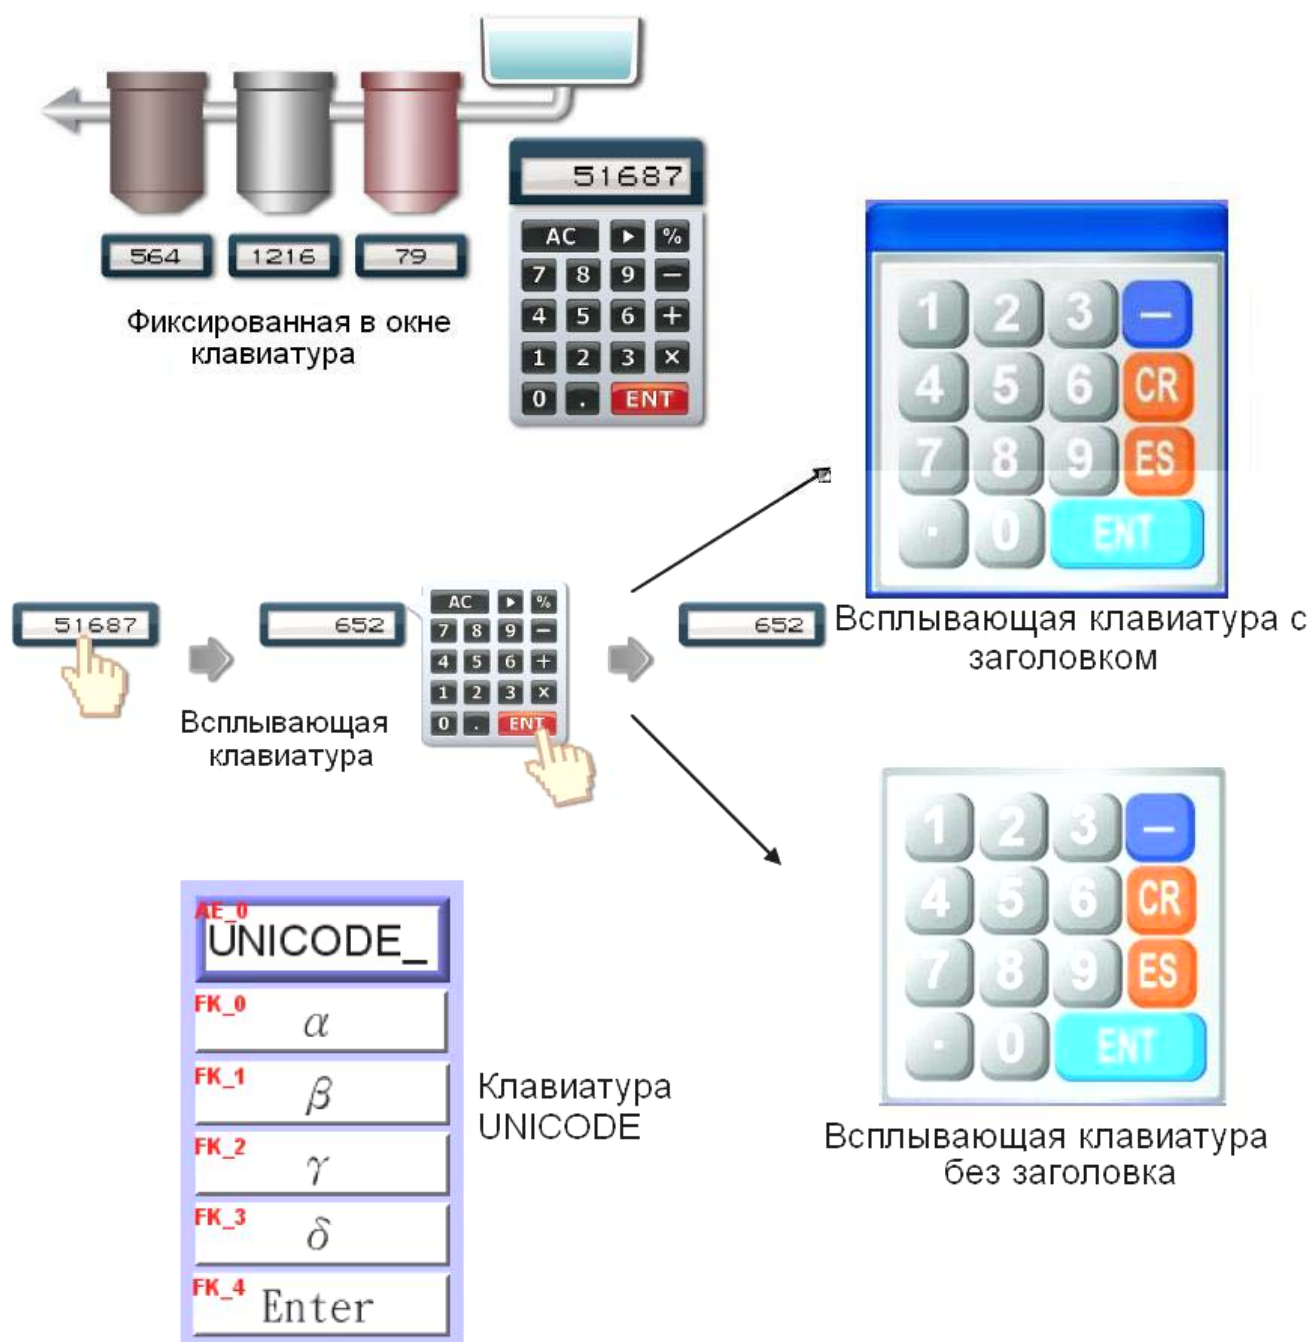 51687
AC ▶ %
7 8 9 −
4 5 6 +
1 2 3 ×
0 . ENT
564 1216 79
Фиксированная в окне
клавиатура
1 2 3 −
4 5 6 CR
7 8 9 ES
· 0 ENT
Всплывающая клавиатура с
заголовком
51687
652
AC ▶ %
7 8 9 −
4 5 6 +
1 2 3 ×
0 . ENT
652
Всплывающая
клавиатура
1 2 3 −
4 5 6 CR
7 8 9 ES
· 0 ENT
Всплывающая клавиатура
без заголовка
AE_0
UNICODE_
FK_0
α
FK_1
β
FK_2
γ
FK_3
δ
FK_4
Enter
Клавиатура
UNICODE